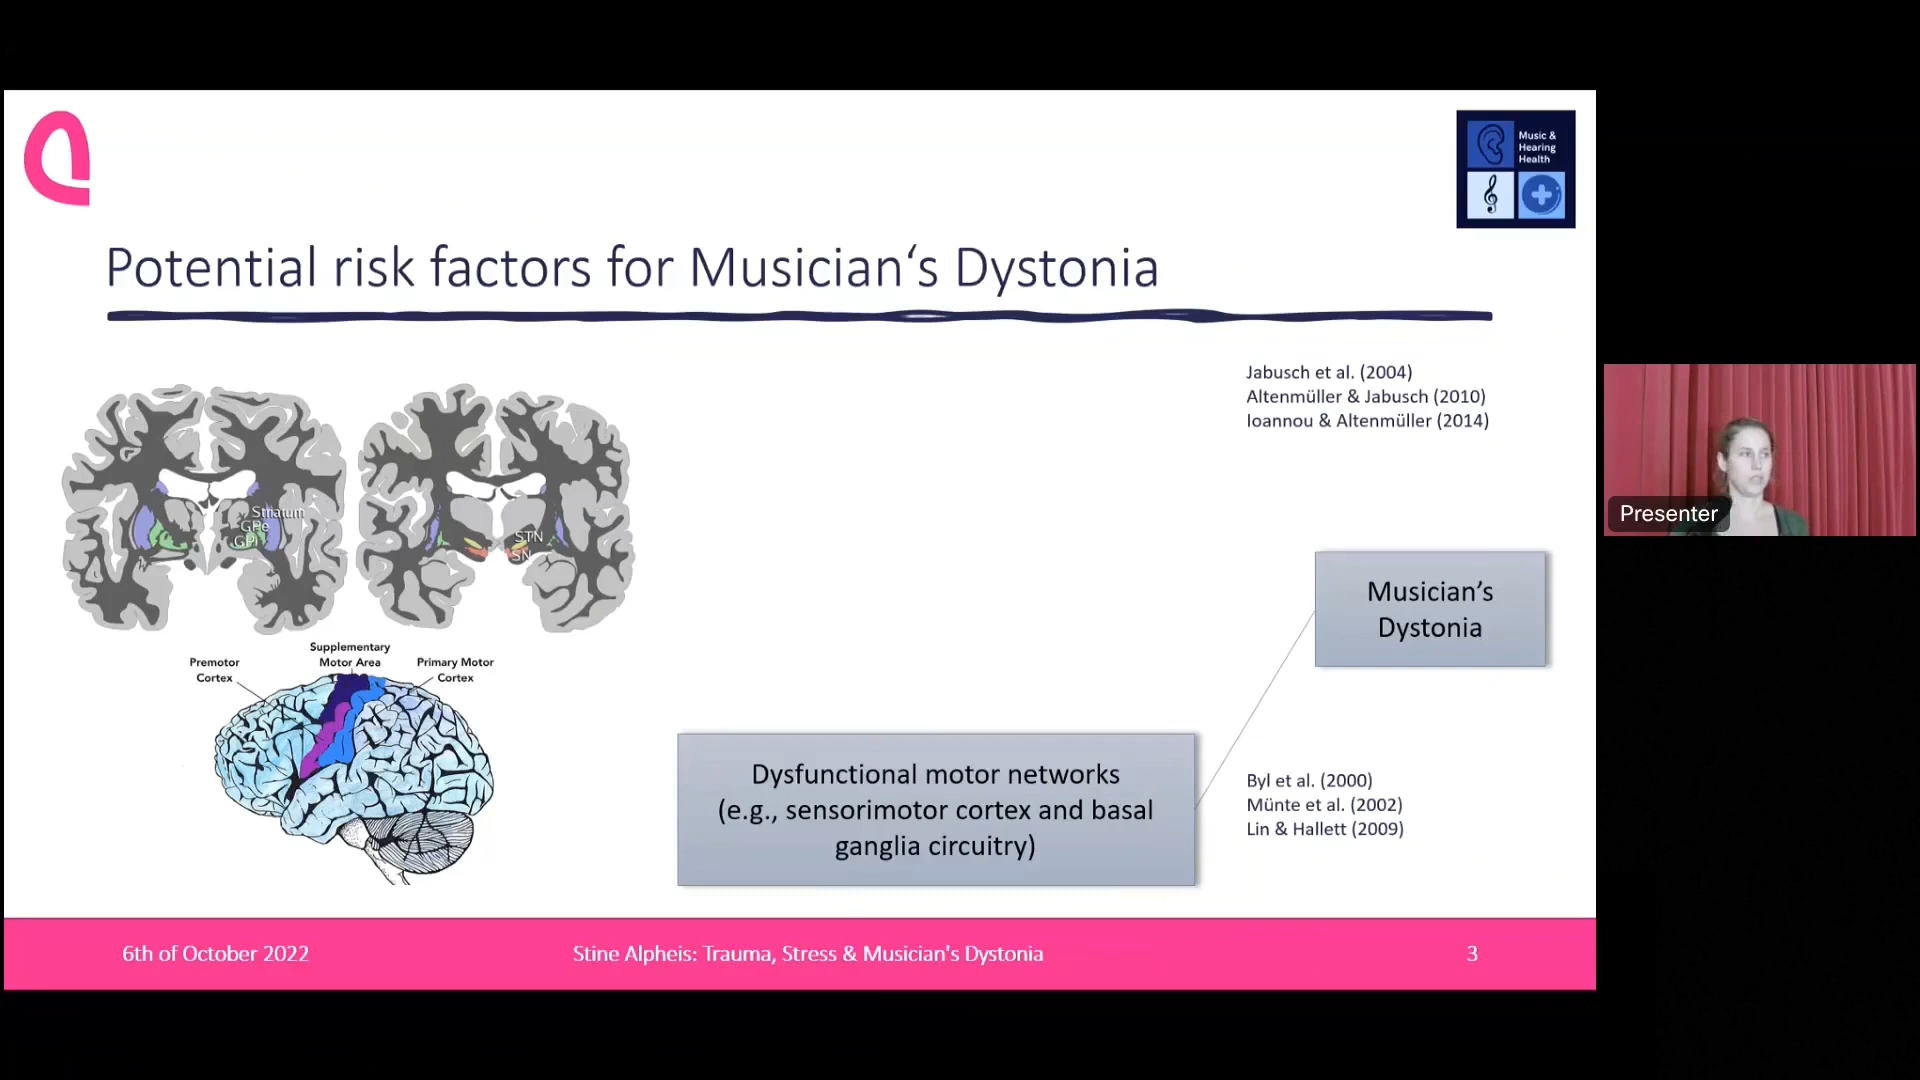 Music &
Hearing
Health
Potential risk factors for Musician‘s Dystonia
Jabusch et al. (2004)
Altenmüller & Jabusch (2010)
Ioannou & Altenmüller (2014)
Striatum
GPe
GPi
STN
SN
Presenter
Musician’s
Dystonia
Supplementary
Motor Area
Premotor
Cortex
Primary Motor
Cortex
Dysfunctional motor networks
(e.g., sensorimotor cortex and basal
ganglia circuitry)
Byl et al. (2000)
Münte et al. (2002)
Lin & Hallett (2009)
6th of October 2022
Stine Alpheis: Trauma, Stress & Musician's Dystonia
3